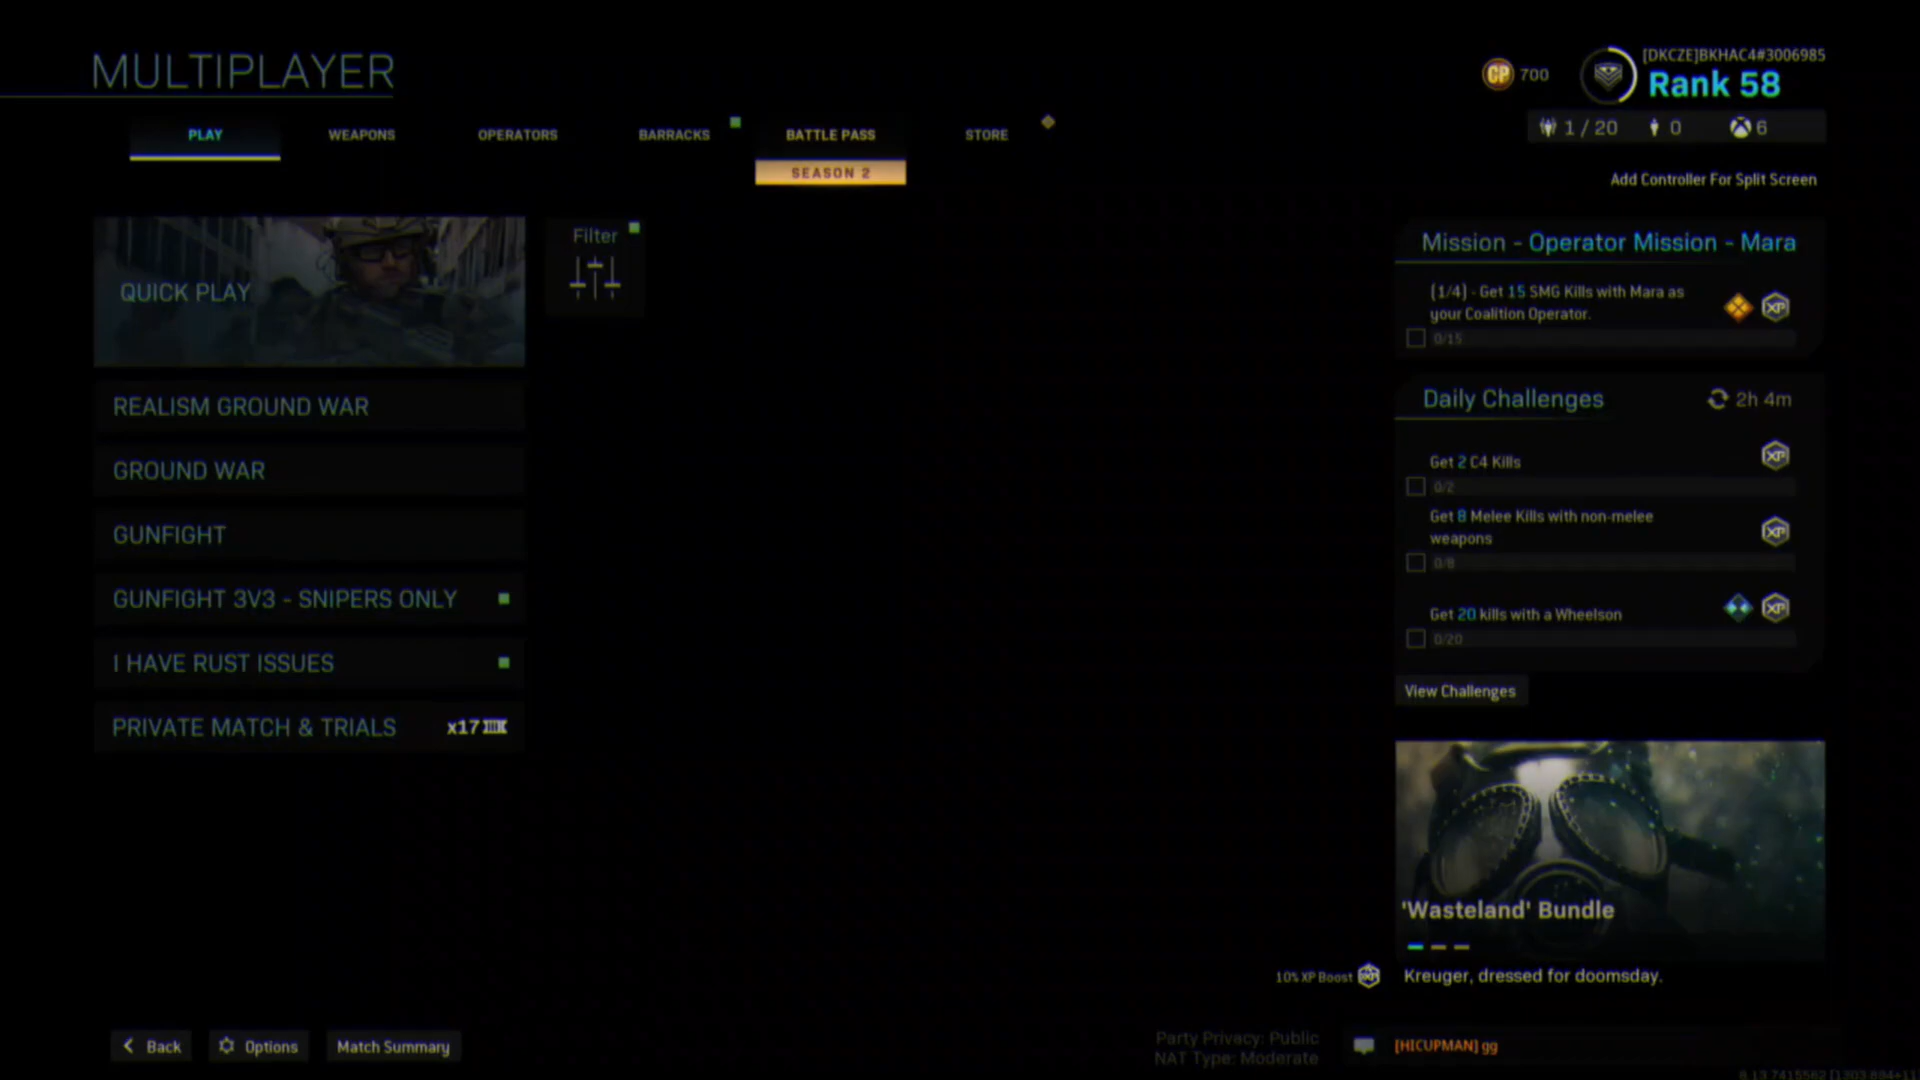 MULTIPLAYER
CP 700
[DKCZE]BKHAC4#3006985
Rank 58
1 / 20
0
6
PLAY
WEAPONS
OPERATORS
BARRACKS
BATTLE PASS
STORE
SEASON 2
Add Controller For Split Screen
QUICK PLAY
Filter
REALISM GROUND WAR
GROUND WAR
GUNFIGHT
GUNFIGHT 3V3 - SNIPERS ONLY
I HAVE RUST ISSUES
PRIVATE MATCH & TRIALS
x17
Mission - Operator Mission - Mara
(1/4) - Get 15 SMG Kills with Mara as
your Coalition Operator.
XP
0/15
Daily Challenges
2h 4m
Get 2 C4 Kills
XP
0/2
Get 8 Melee Kills with non-melee
weapons
XP
0/8
Get 20 kills with a Wheelson
XP
0/20
View Challenges
'Wasteland' Bundle
10% XP Boost
Kreuger, dressed for doomsday.
Back
Options
Match Summary
Party Privacy: Public
NAT Type: Moderate
[HICUPMAN] gg